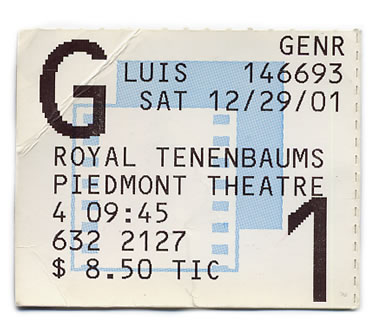 G GENR
LUIS 146693
SAT 12/29/01
ROYAL TENENBAUMS
PIEDMONT THEATRE
4 09:45
632 2127
$ 8.50 TIC 1